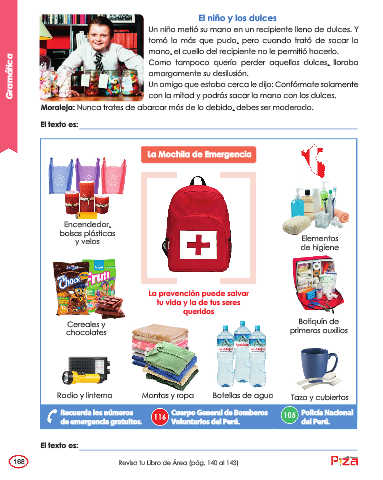 Gramática
El niño y los dulces
Un niño metió su mano en un recipiente lleno de dulces. Y
tomó lo más que pudo, pero cuando trató de sacar la
mano, el cuello del recipiente no le permitió hacerlo.
Como tampoco quería perder aquellos dulces, lloraba
amargamente su desilusión.
Un amigo que estaba cerca le dijo: Confórmate solamente
con la mitad y podrás sacar la mano con los dulces.
Moraleja: Nunca trates de abarcar más de lo debido, debes ser moderado.
El texto es:
La Mochila de Emergencia
Encendedor,
bolsas plásticas
y velas
Elementos
de higiene
La prevención puede salvar
tu vida y la de tus seres
queridos
Cereales y
chocolates
Botiquín de
primeros auxilios
Radio y linterna
Mantas y ropa
Botellas de agua
Taza y cubiertos
Recuerda los números
de emergencia gratuitos.
116
Cuerpo General de Bomberos
Voluntarios del Perú.
105
Policía Nacional
del Perú.
El texto es:
168
Revisa tu Libro de Área (pág. 140 al 143)